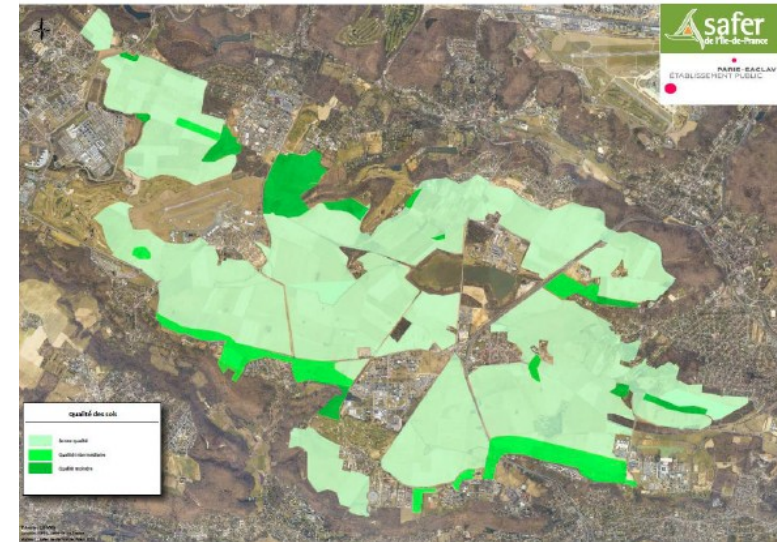 safer
de l'Île-de-France
PARIS-SACLAY
ÉTABLISSEMENT PUBLIC
Qualité des sols
Bonne qualité
Qualité intermédiaire
Qualité moindre